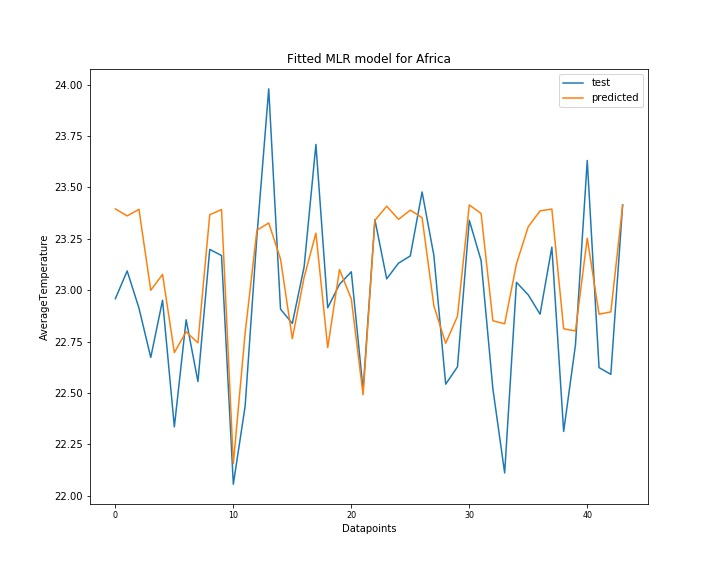 Fitted MLR model for Africa
test
predicted
AverageTemperature
24.00
23.75
23.50
23.25
23.00
22.75
22.50
22.25
22.00
0 10 20 30 40
Datapoints